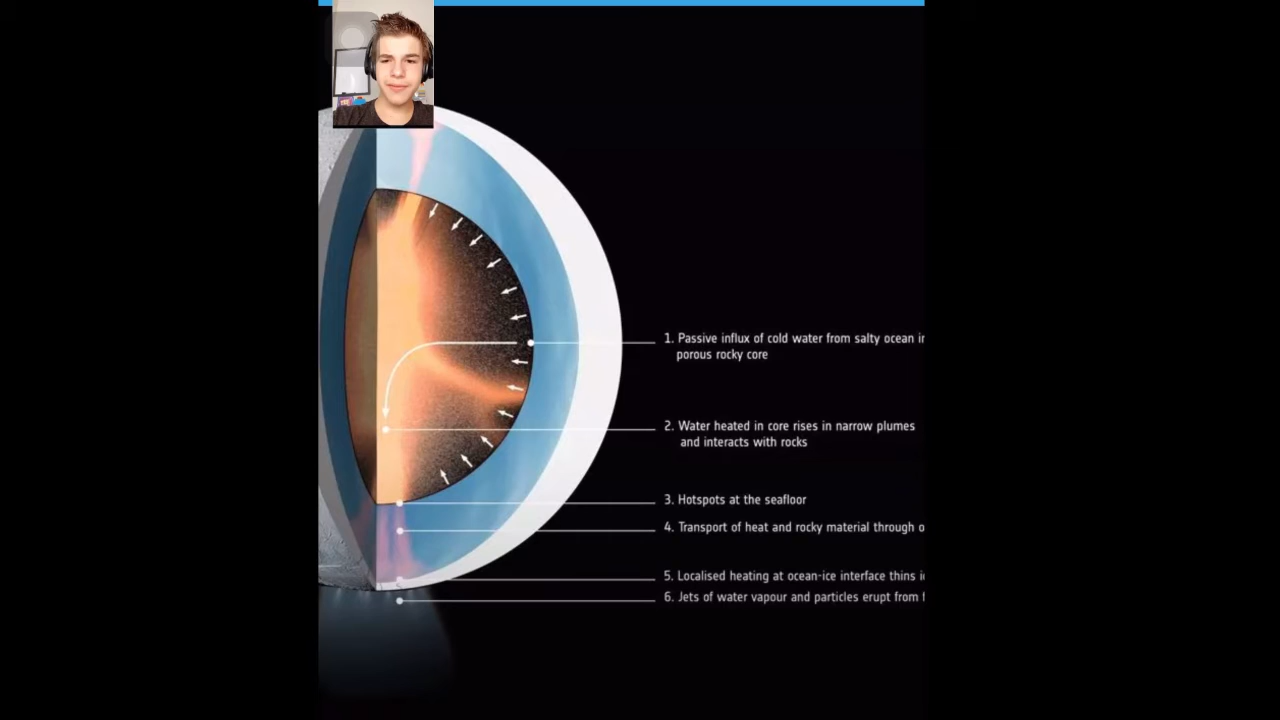 1. Passive influx of cold water from salty ocean
porous rocky core
2. Water heated in core rises in narrow plumes
and interacts with rocks
3. Hotspots at the seafloor
4. Transport of heat and rocky material through
5. Localised heating at ocean-ice interface thins
6. Jets of water vapour and particles erupt from